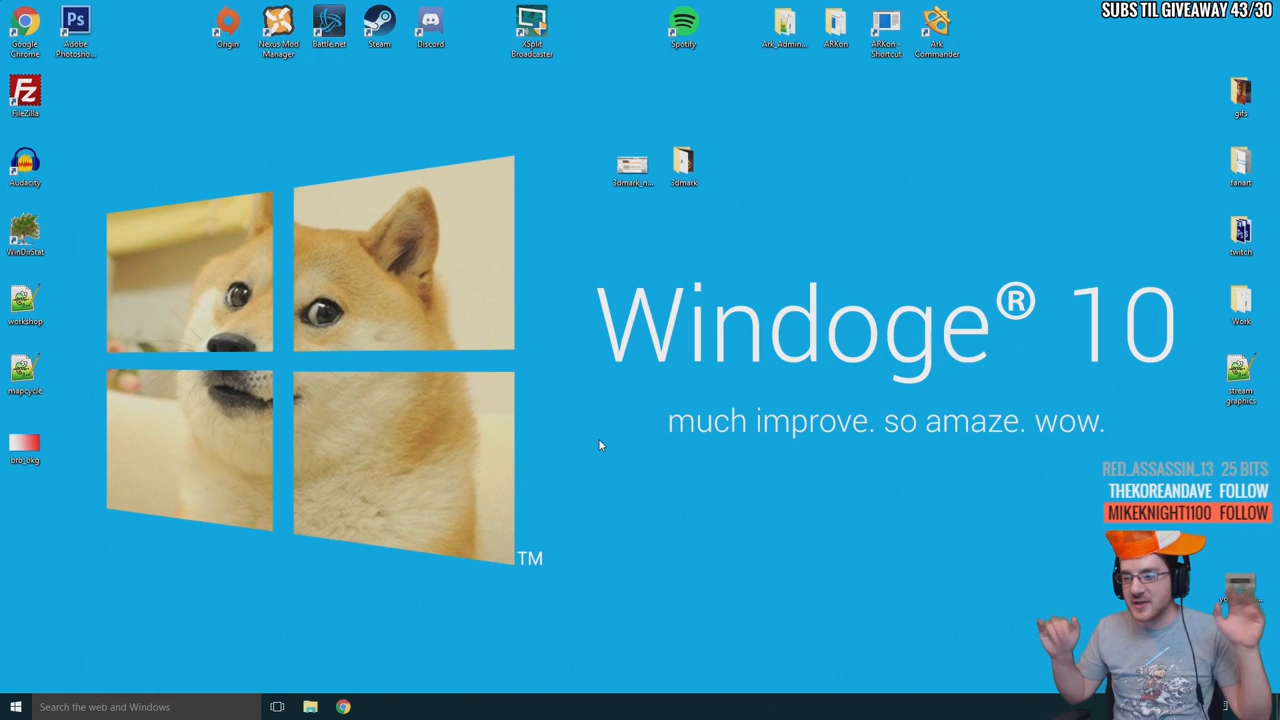 SUBS TIL GIVEAWAY 43/30
Google
Chrome
Adobe
Photosho...
Origin
Nexus Mod
Manager
Battle.net
Steam
Discord
XSplit
Broadcaster
Spotify
Ark_Admin...
ARKon
ARKon -
Shortcut
Ark
Commander
FileZilla
gifs
Audacity
3dmark_n...
3dmark
fanart
WinDirStat
twitch
workshop
Work
Windoge® 10
mapcycle
stream
graphics
much improve. so amaze. wow.
brb_bkg
RED_ASSASSIN_13 25 BITS
THEKOREANDAVE FOLLOW
MIKEKNIGHT1100 FOLLOW
TM
Search the web and Windows